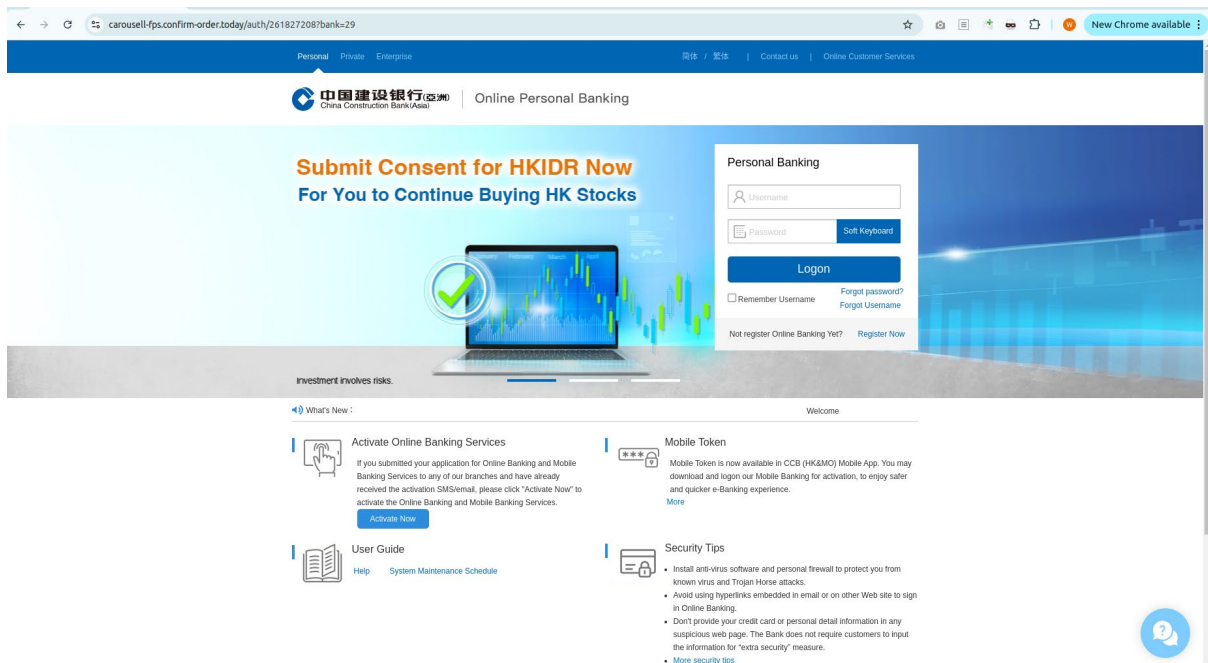 carousell-fps.confirm-order.today/auth/261827208?bank=29
New Chrome available
Personal Private Enterprise
简体 / 繁体 | Contact us | Online Customer Services
中国建设银行(亞洲)
China Construction Bank(Asia)
Online Personal Banking
Submit Consent for HKIDR Now
For You to Continue Buying HK Stocks
January February March April
Investment involves risks.
Personal Banking
Username
Password
Soft Keyboard
Logon
Remember Username
Forgot password?
Forgot Username
Not register Online Banking Yet? Register Now
What's New :
Welcome
Activate Online Banking Services
If you submitted your application for Online Banking and Mobile
Banking Services to any of our branches and have already
received the activation SMS/email, please click "Activate Now" to
activate the Online Banking and Mobile Banking Services.
Activate Now
Mobile Token
Mobile Token is now available in CCB (HK&MO) Mobile App. You may
download and logon our Mobile Banking for activation, to enjoy safer
and quicker e-Banking experience.
More
User Guide
Help System Maintenance Schedule
Security Tips
• Install anti-virus software and personal firewall to protect you from
known virus and Trojan Horse attacks.
• Avoid using hyperlinks embedded in email or on other Web site to sign
in Online Banking.
• Don't provide your credit card or personal detail information in any
suspicious web page. The Bank does not require customers to input
the information for "extra security" measure.
• More security tips